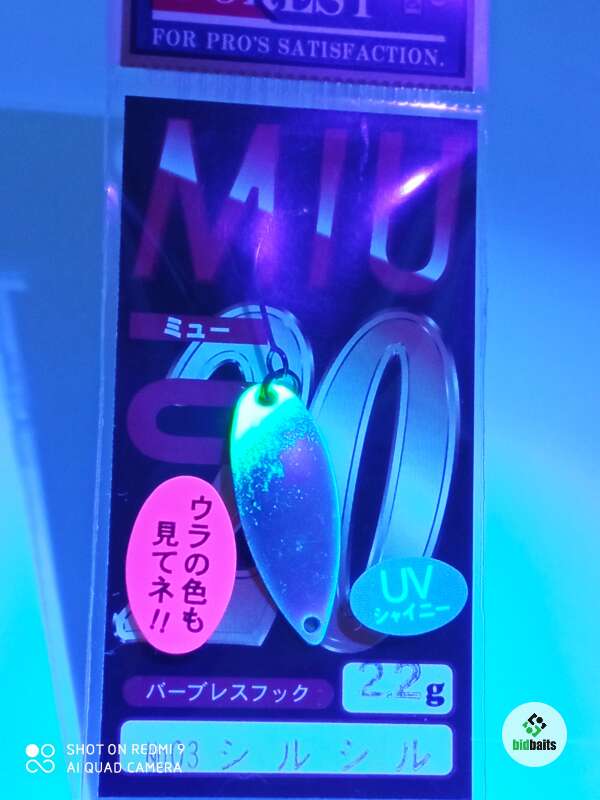 FOREST
FOR PRO'S SATISFACTION.
MIU
ミュー
ウラの色も
見てネ!!
UV
シャイニー
バーブレスフック
2.2g
シルシル
SHOT ON REDMI 9
AI QUAD CAMERA
bidbaits